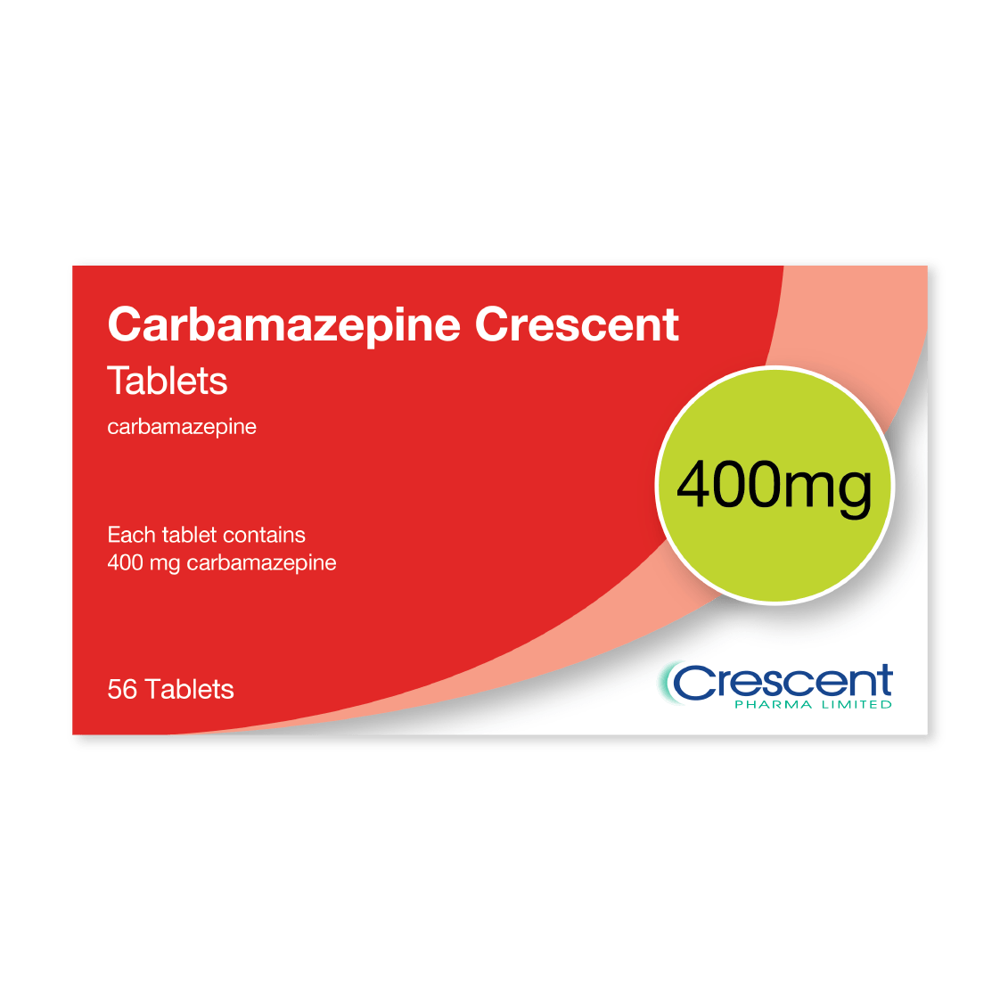 Carbamazepine Crescent
Tablets
carbamazepine
400mg
Each tablet contains
400 mg carbamazepine
56 Tablets
Crescent
PHARMA LIMITED